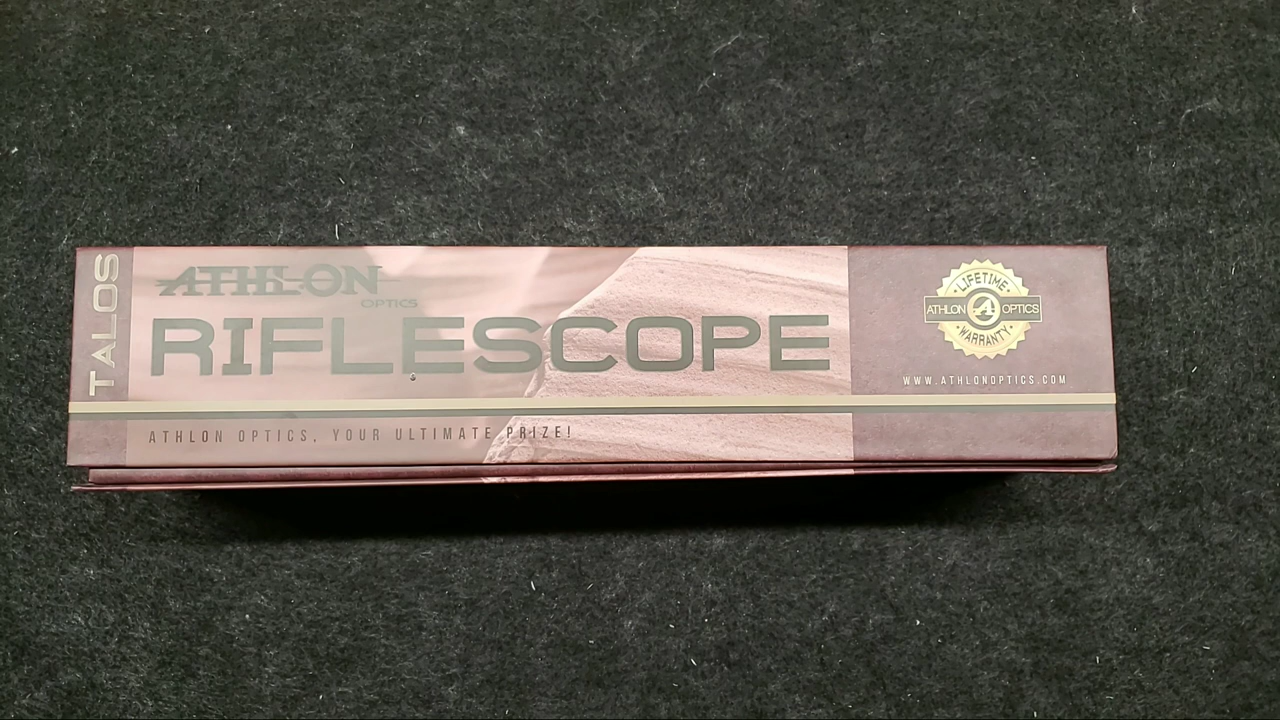 TALOS
ATHLON
OPTICS
RIFLESCOPE
ATHLON OPTICS, YOUR ULTIMATE PRIZE!
LIFETIME
ATHLON A OPTICS
WARRANTY
WWW.ATHLONOPTICS.COM